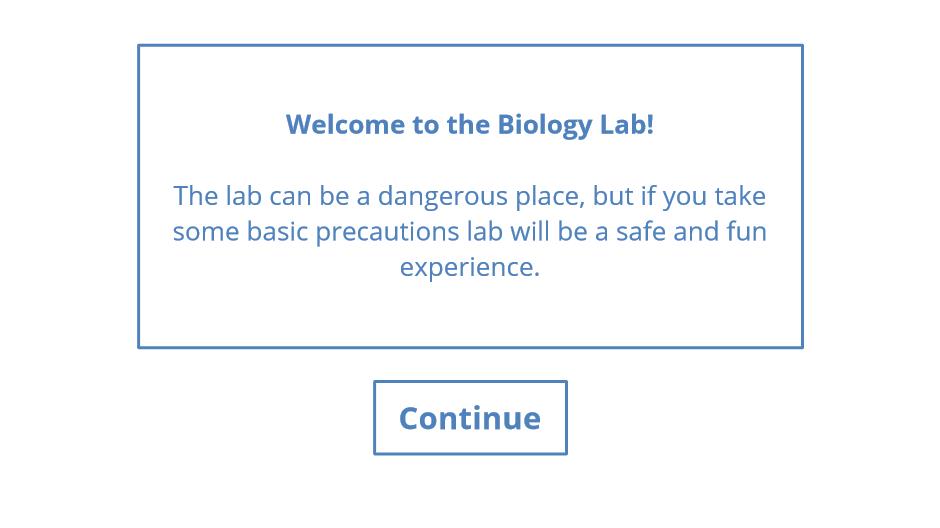 Welcome to the Biology Lab!
The lab can be a dangerous place, but if you take
some basic precautions lab will be a safe and fun
experience.
Continue